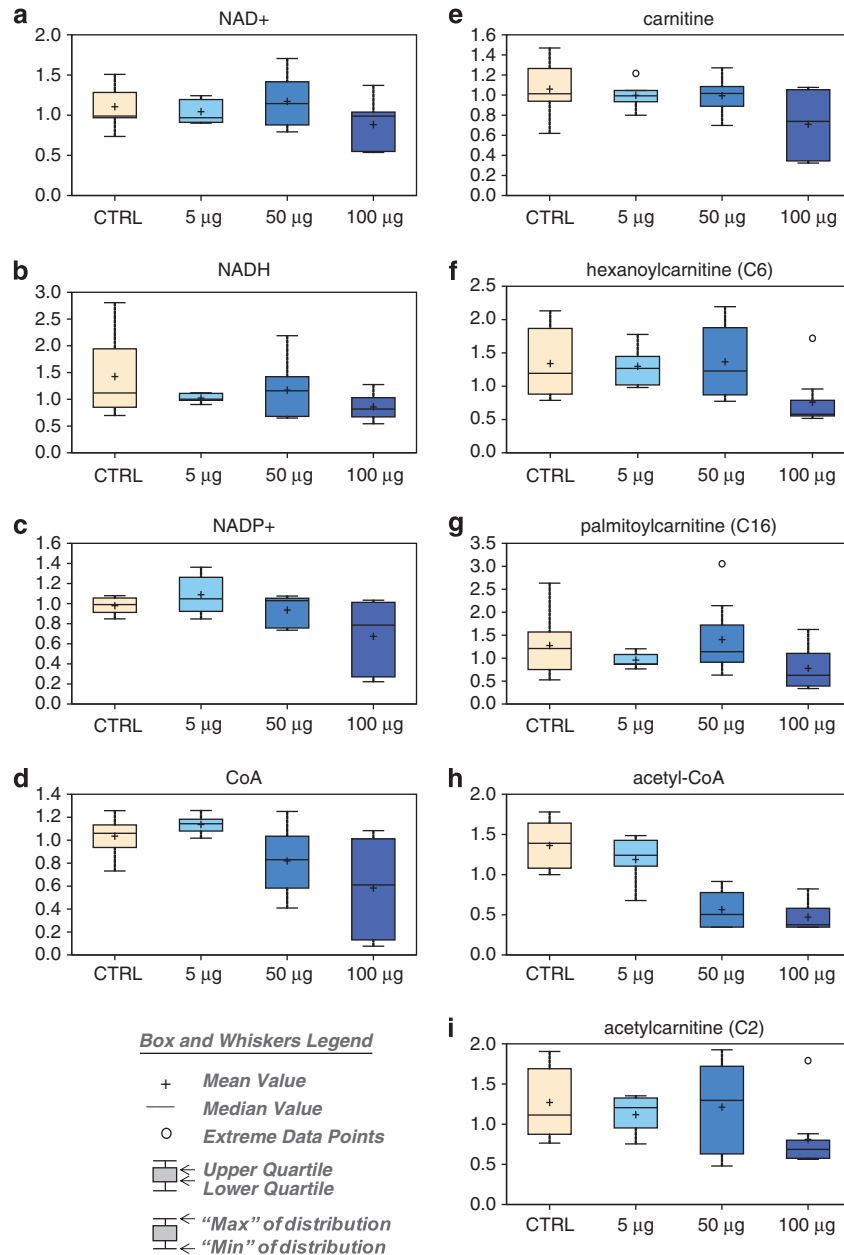 a
NAD+
2.0
1.5
1.0
0.5
0.0
CTRL 5 µg 50 µg 100 µg
b
NADH
3.0
2.5
2.0
1.5
1.0
0.5
0.0
CTRL 5 µg 50 µg 100 µg
c
NADP+
1.6
1.4
1.2
1.0
0.8
0.6
0.4
0.2
0.0
CTRL 5 µg 50 µg 100 µg
d
CoA
1.4
1.2
1.0
0.8
0.6
0.4
0.2
0.0
CTRL 5 µg 50 µg 100 µg
Box and Whiskers Legend
+ Mean Value
Median Value
Extreme Data Points
Upper Quartile
Lower Quartile
“Max” of distribution
“Min” of distribution
e
carnitine
1.6
1.4
1.2
1.0
0.8
0.6
0.4
0.2
0.0
CTRL 5 µg 50 µg 100 µg
f
hexanoylcarnitine (C6)
2.5
2.0
1.5
1.0
0.5
0.0
CTRL 5 µg 50 µg 100 µg
g
palmitoylcarnitine (C16)
3.5
3.0
2.5
2.0
1.5
1.0
0.5
0.0
CTRL 5 µg 50 µg 100 µg
h
acetyl-CoA
2.0
1.5
1.0
0.5
0.0
CTRL 5 µg 50 µg 100 µg
i
acetylcarnitine (C2)
2.0
1.5
1.0
0.5
0.0
CTRL 5 µg 50 µg 100 µg